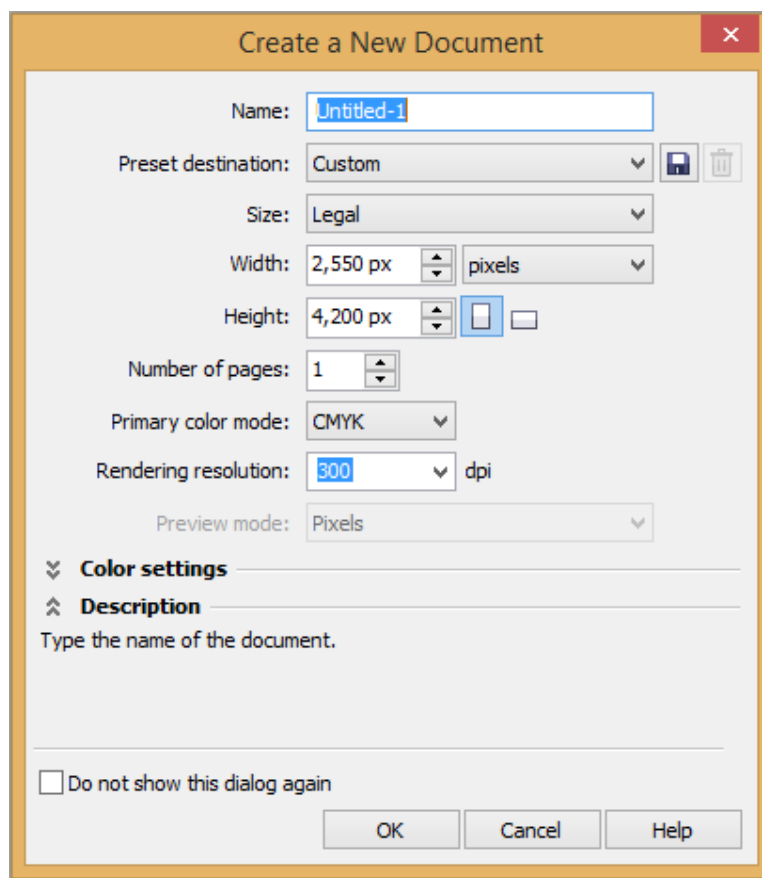 Create a New Document
Name: Untitled-1
Preset destination: Custom
Size: Legal
Width: 2,550 px pixels
Height: 4,200 px
Number of pages: 1
Primary color mode: CMYK
Rendering resolution: 300 dpi
Preview mode: Pixels
Color settings
Description
Type the name of the document.
Do not show this dialog again
OK Cancel Help